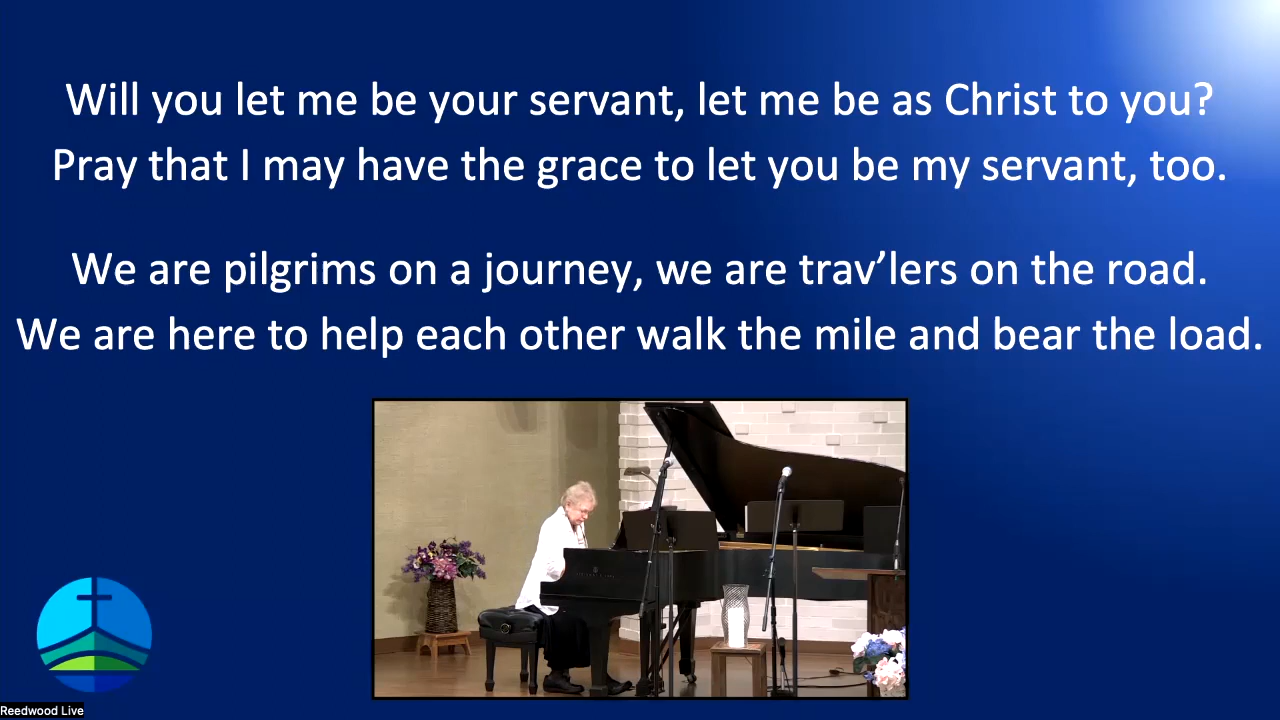 Will you let me be your servant, let me be as Christ to you?
Pray that I may have the grace to let you be my servant, too.
We are pilgrims on a journey, we are trav’lers on the road.
We are here to help each other walk the mile and bear the load.
Reedwood Live